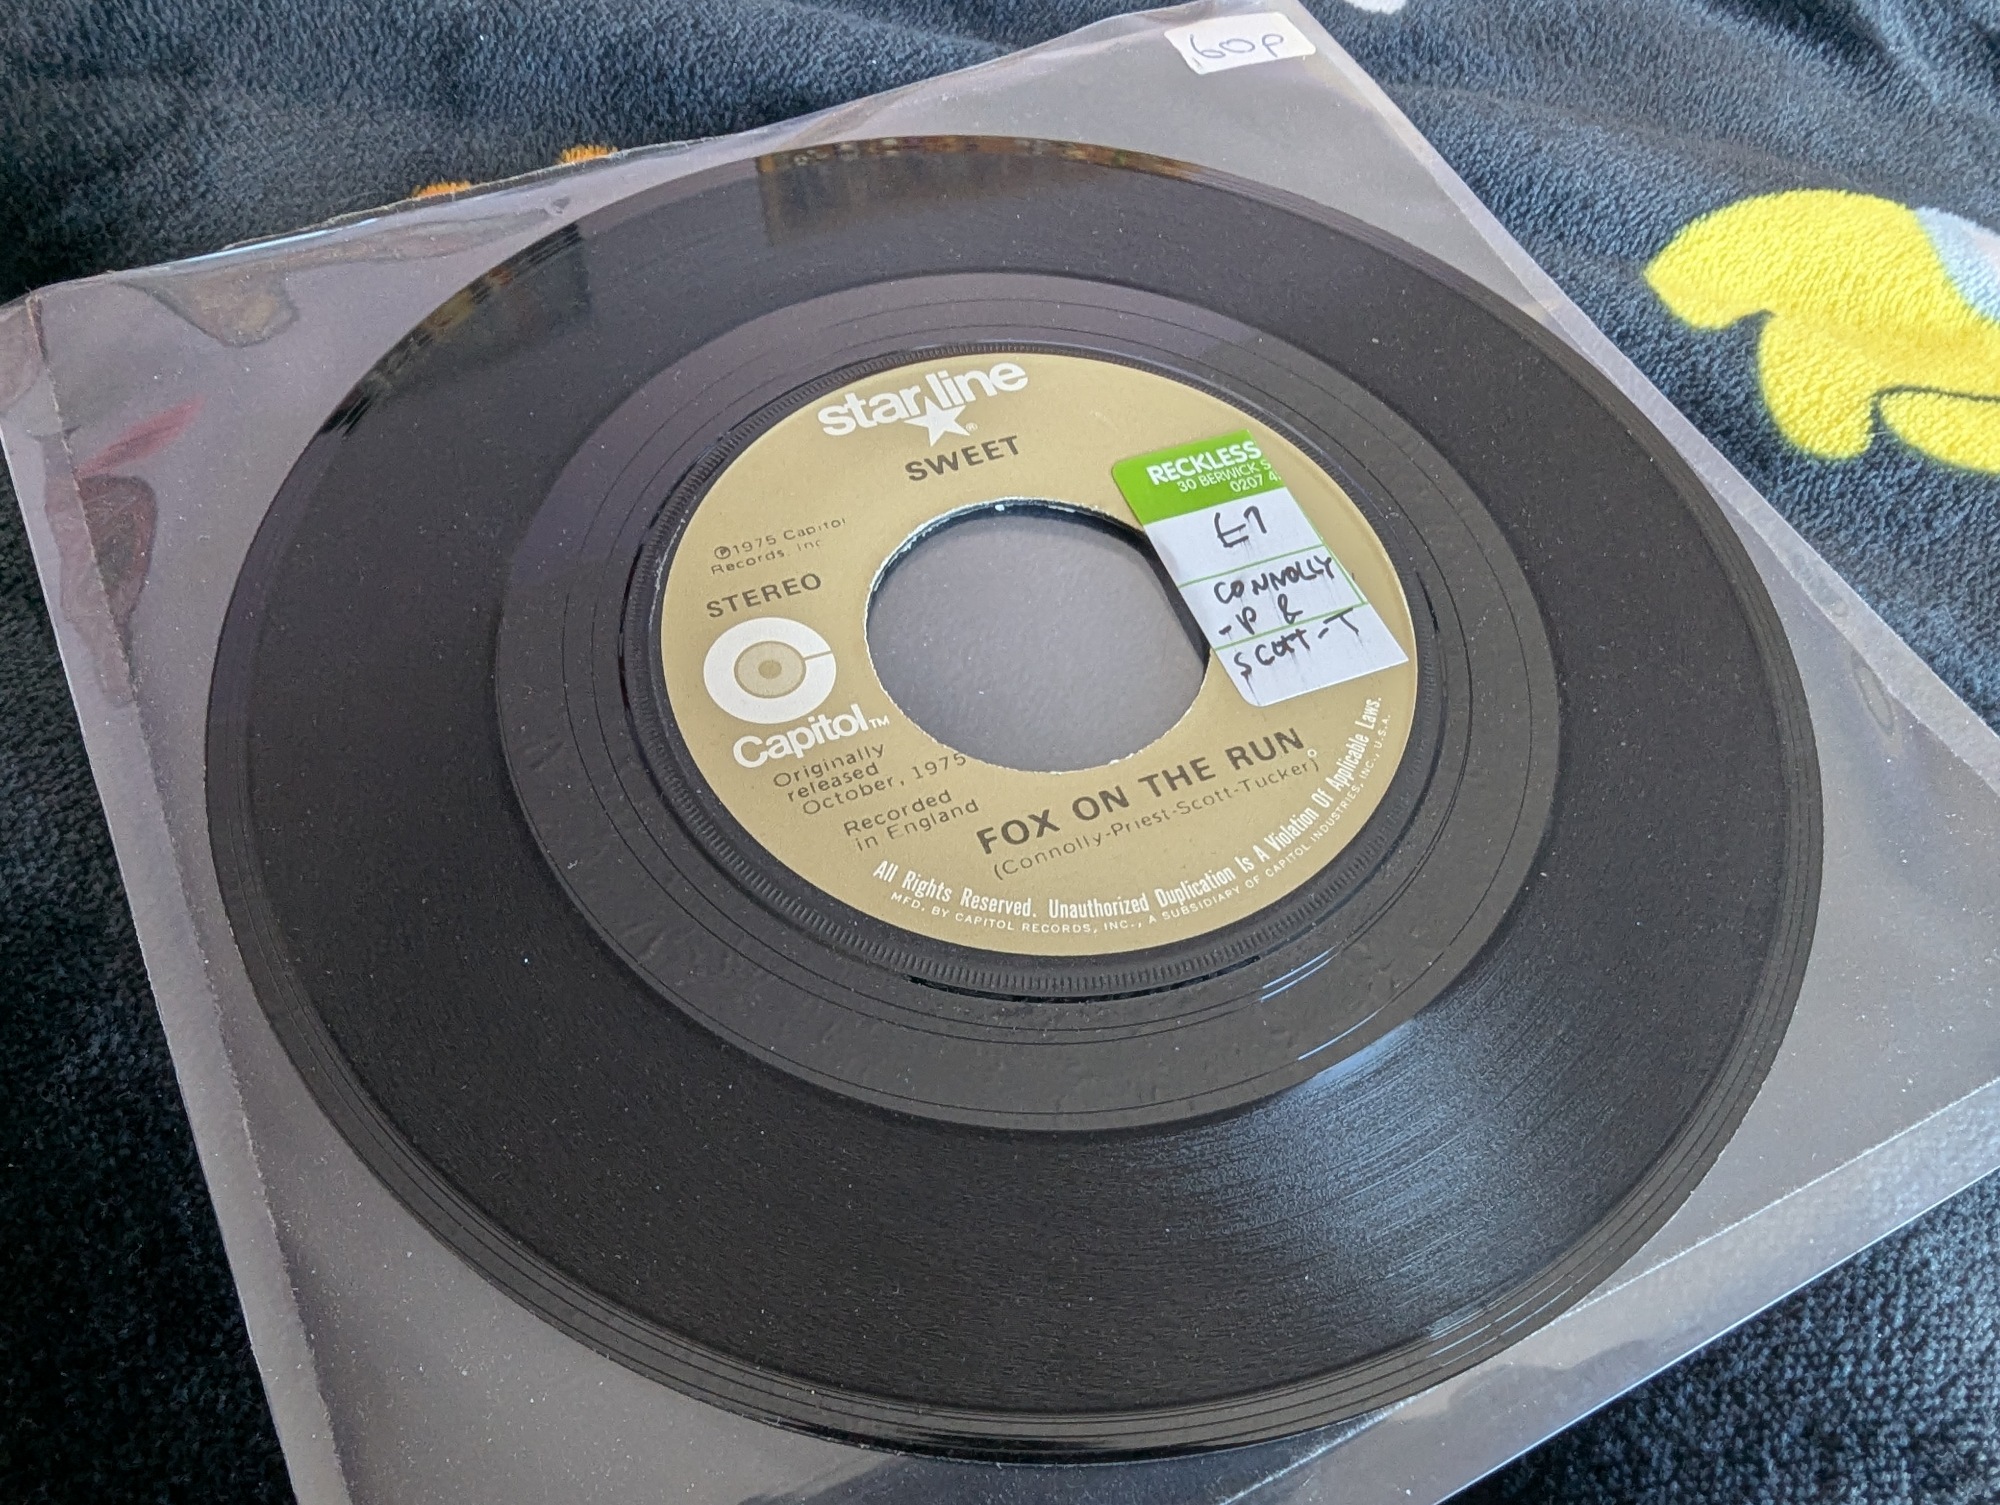 60p
starline®
SWEET
RECKLESS
30 BERWICK S
0207 4
£1
CONNOLLY
-P &
SCOTT-T
℗1975 Capitol
Records, Inc.
STEREO
Capitol™
Originally
released
October, 1975
Recorded
in England
FOX ON THE RUN
(Connolly-Priest-Scott-Tucker)
All Rights Reserved. Unauthorized Duplication Is A Violation Of Applicable Laws.
MFD. BY CAPITOL RECORDS, INC., A SUBSIDIARY OF CAPITOL INDUSTRIES, INC., U.S.A.